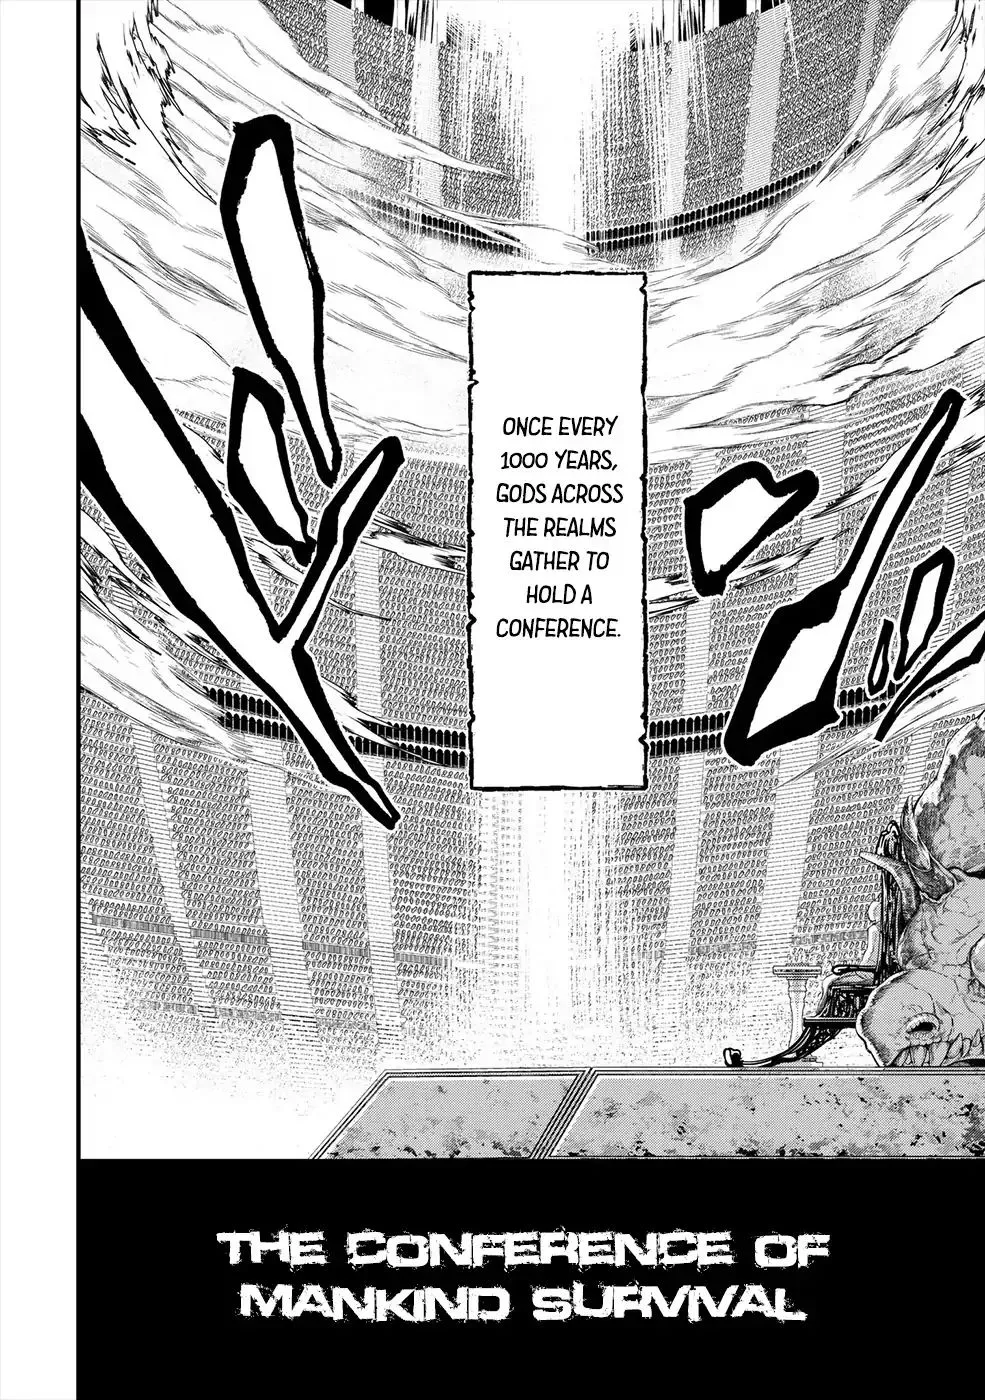 ONCE EVERY
1000 YEARS,
GODS ACROSS
THE REALMS
GATHER TO
HOLD A
CONFERENCE.
THE CONFERENCE OF
MANKIND SURVIVAL